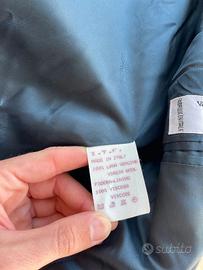 MADE IN ITALY
100% LANA VERGINE
VIRGIN WOOL
FODERA-LINING
100% VISCOSA
VISCOSE
Subito